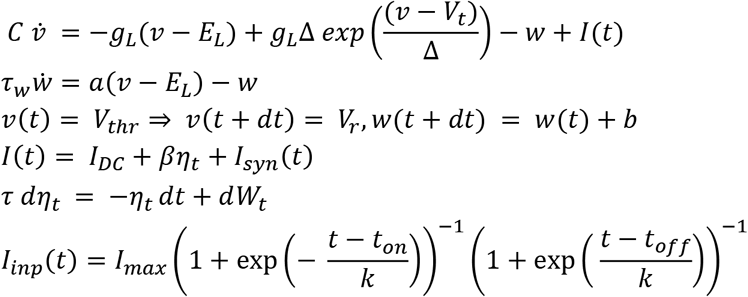 C v̇ = −g_L(v − E_L) + g_LΔ exp((v − V_t)/Δ) − w + I(t)
τ_wẇ = a(v − E_L) − w
v(t) = V_thr ⇒ v(t + dt) = V_r, w(t + dt) = w(t) + b
I(t) = I_DC + βη_t + I_syn(t)
τ dη_t = −η_t dt + dW_t
I_inp(t) = I_max(1 + exp(− (t − t_on)/k))^−1 (1 + exp((t − t_off)/k))^−1